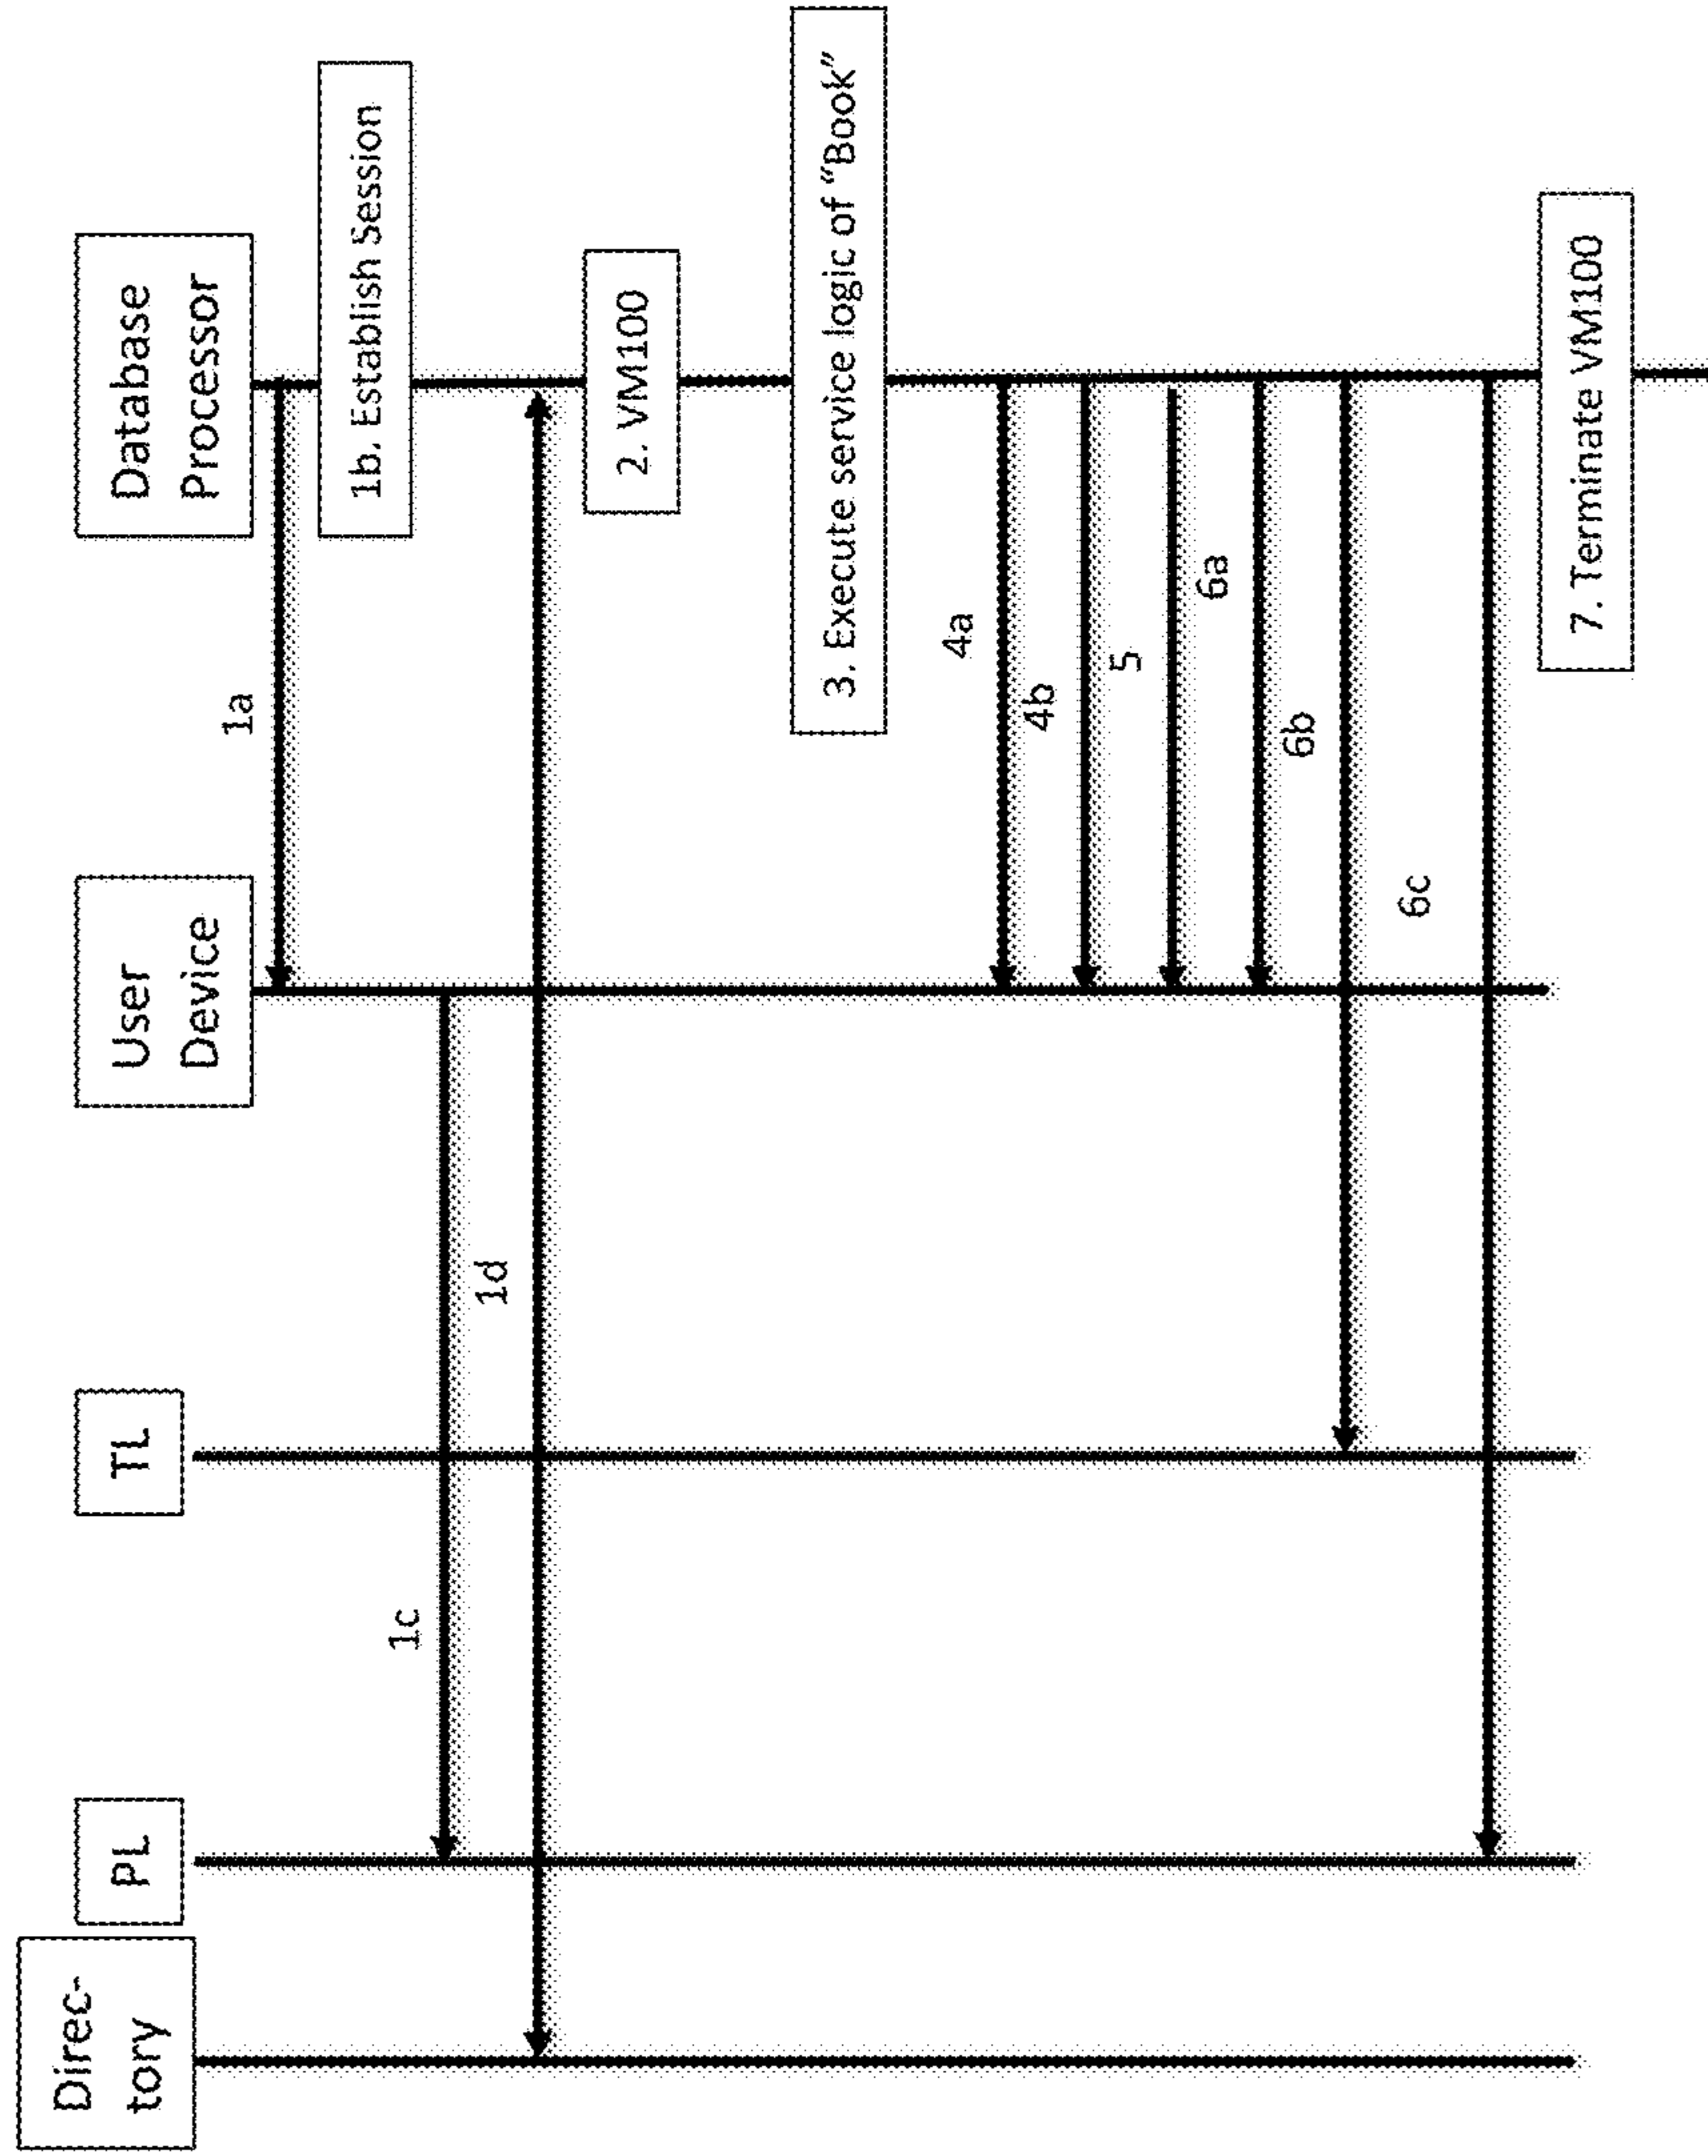 Direc-
tory
PL
TL
User
Device
Database
Processor
1a
1b. Establish Session
1c
1d
2. VM100
3. Execute service logic of “Book”
4a
4b
5
6a
6b
6c
7. Terminate VM100